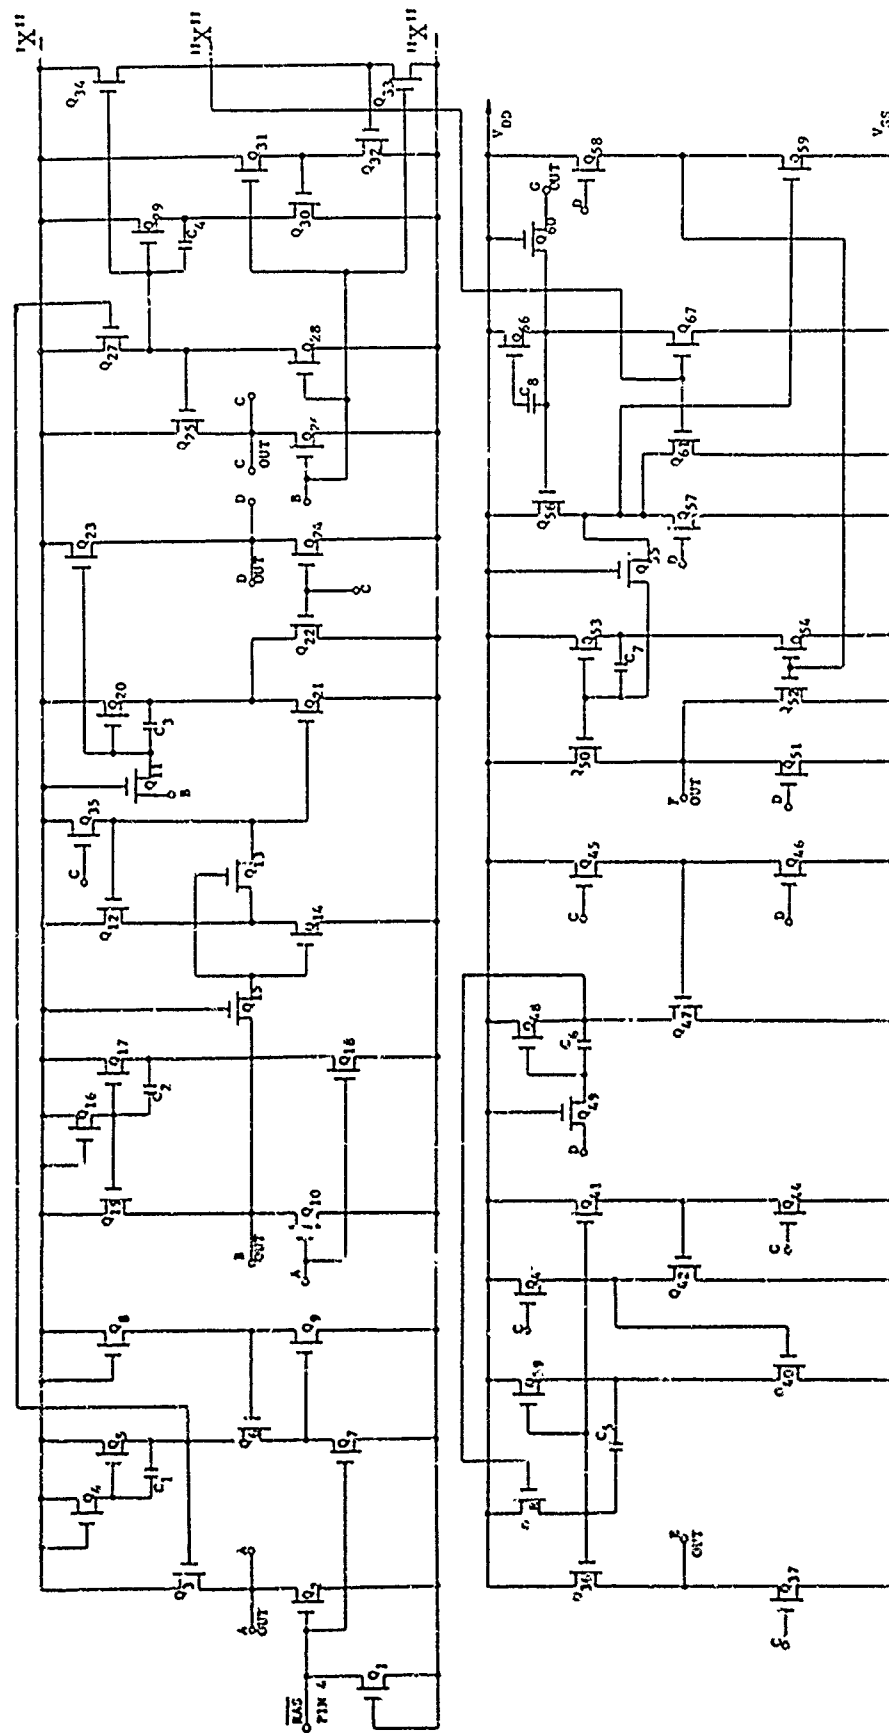 "X"
"X"
"X"
RAS
PIN 4
Q1
Q2
Q3
A
OUT
A
Q4
Q5
C1
Q6
Q7
Q8
Q9
B
OUT
A
Q10
Q19
Q16
Q17
C2
Q18
Q15
Q12
Q14
Q13
C
Q35
B
Q11
Q20
C3
Q21
Q22
C
Q23
Q24
D
OUT
D
C
OUT
C
B
Q25
Q27
Q28
Q29
C4
Q30
Q31
Q32
Q33
Q34
VDD
VSS
C
Q37
Q36
E
OUT
C5
Q39
Q40
C
Q42
Q41
Q44
C
D
Q49
C6
Q48
Q47
C
Q45
D
Q46
F
OUT
D
Q51
Q50
Q52
Q53
C7
Q54
Q55
Q56
D
Q57
Q61
C8
Q66
Q67
Q60
G
OUT
D
Q58
Q59